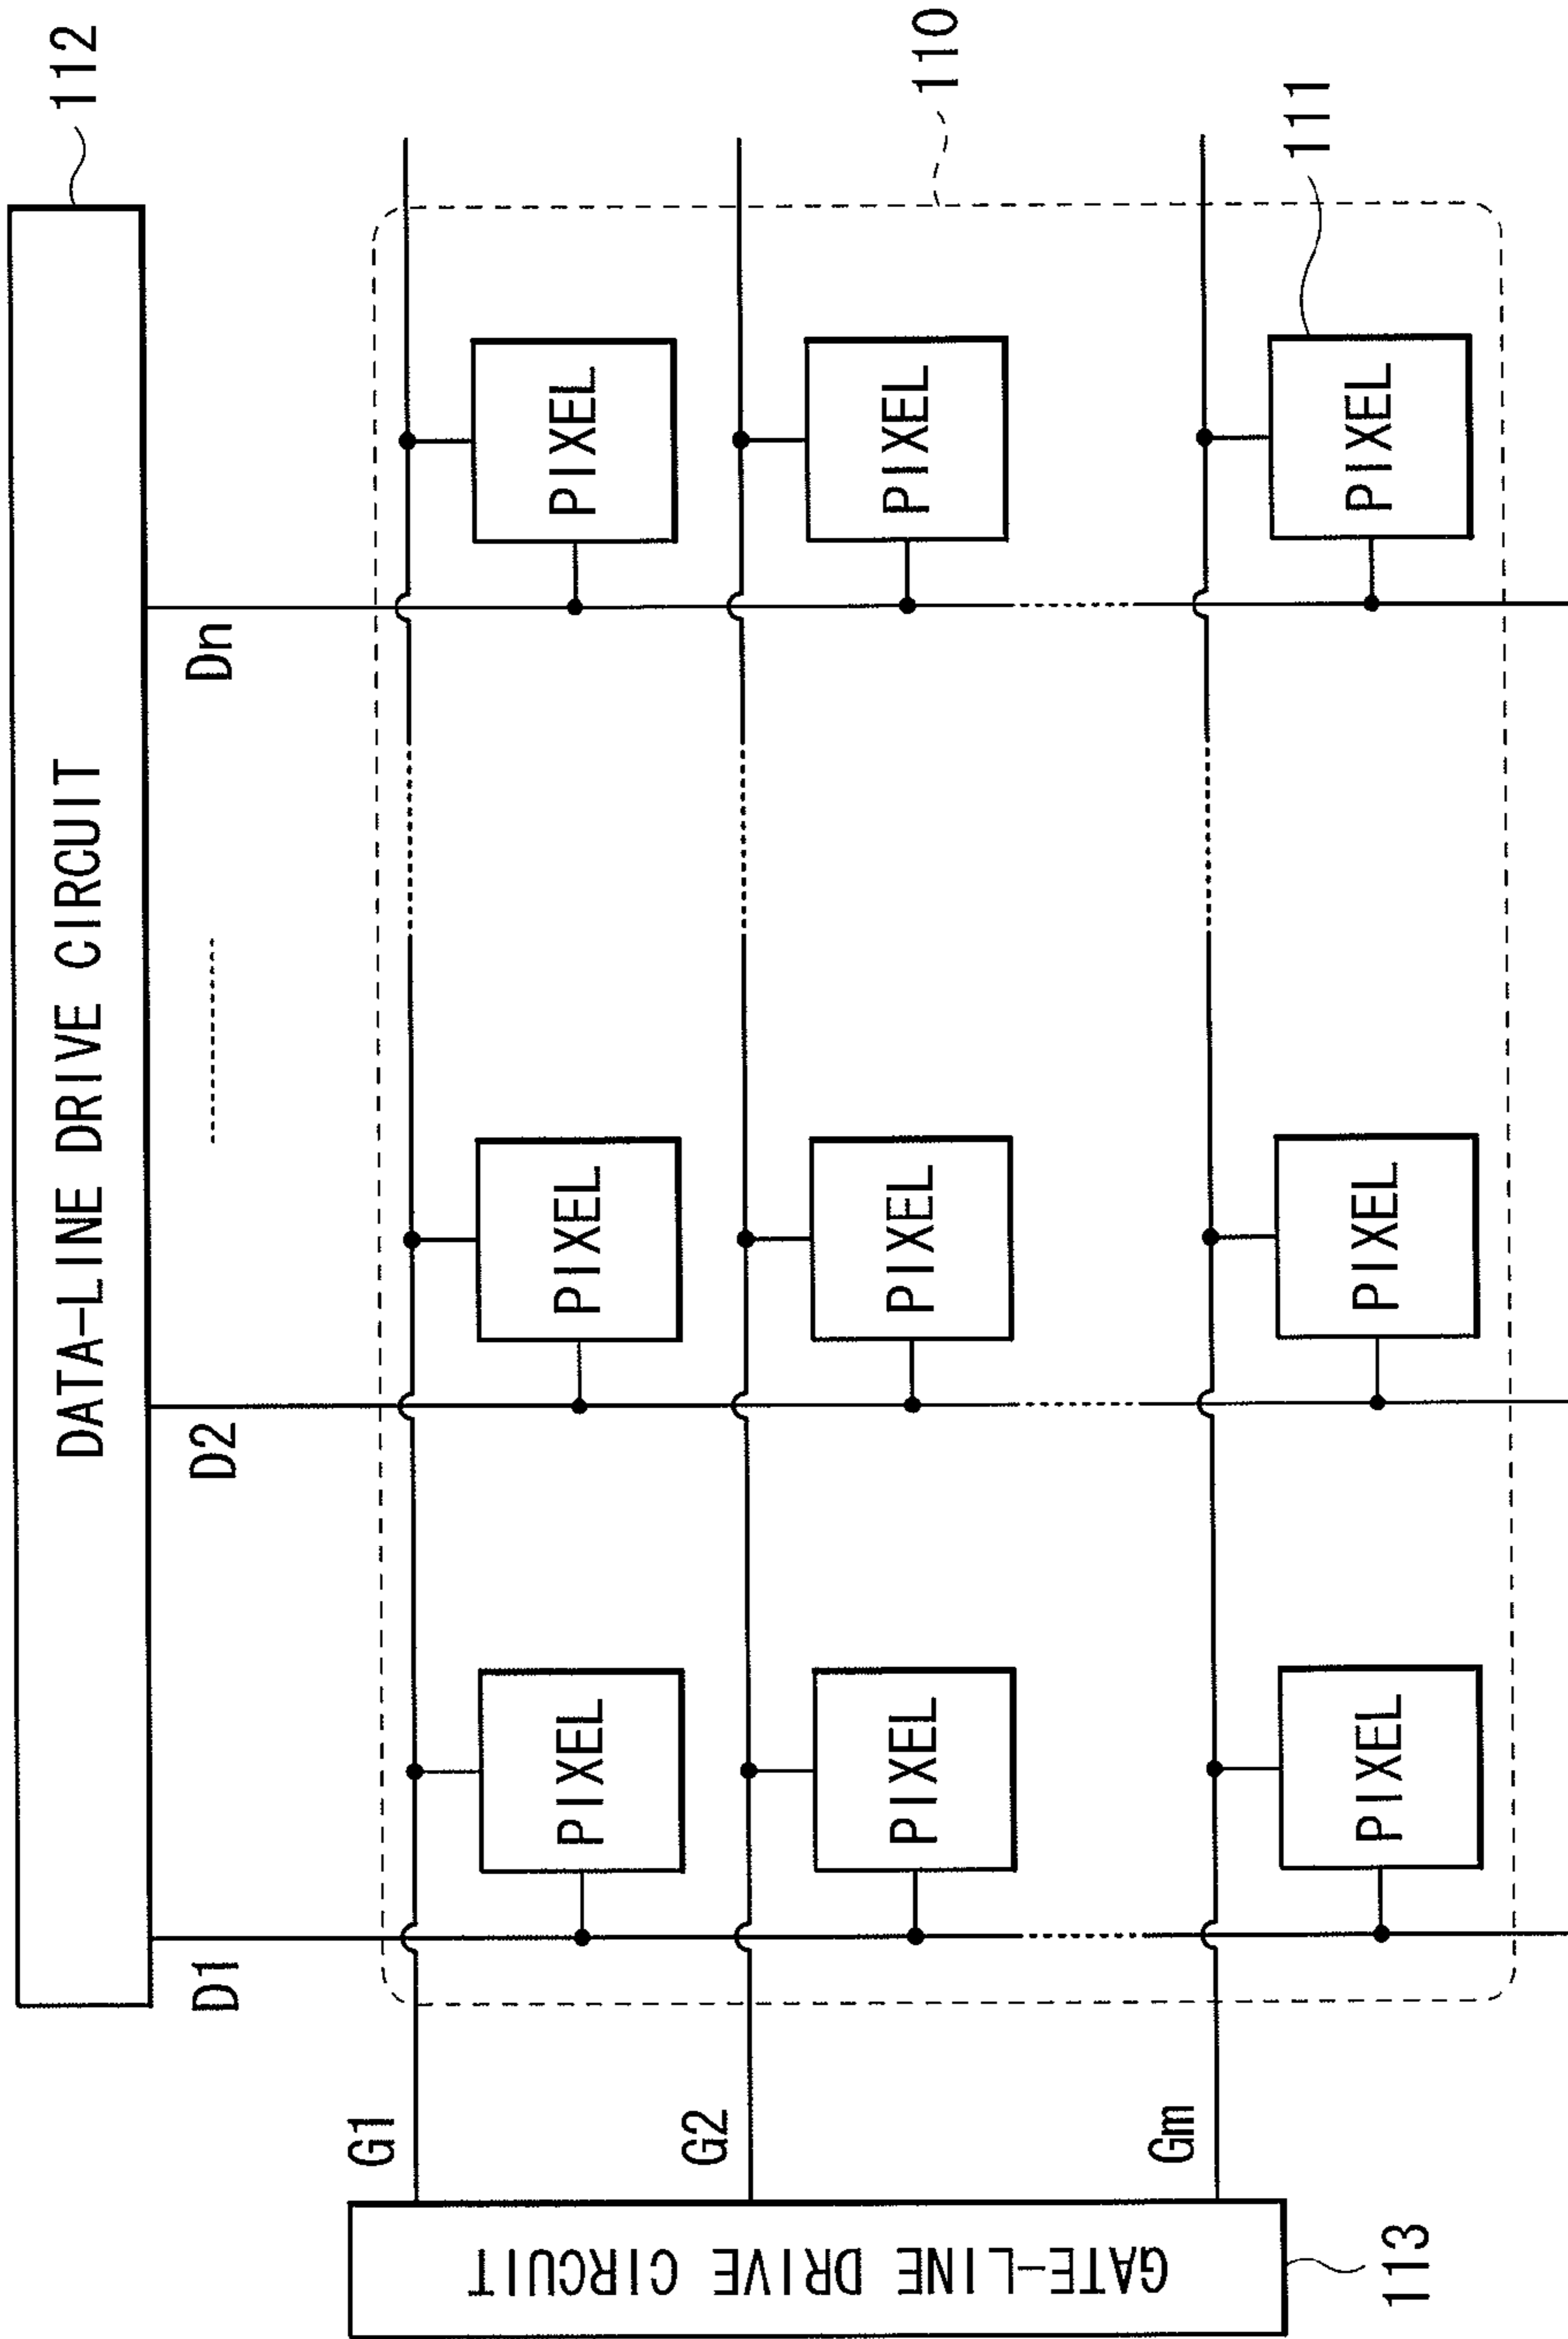 DATA-LINE DRIVE CIRCUIT
112
D1
D2
Dn
G1
PIXEL
PIXEL
PIXEL
G2
PIXEL
PIXEL
PIXEL
110
GATE-LINE DRIVE CIRCUIT
Gm
111
PIXEL
PIXEL
PIXEL
113